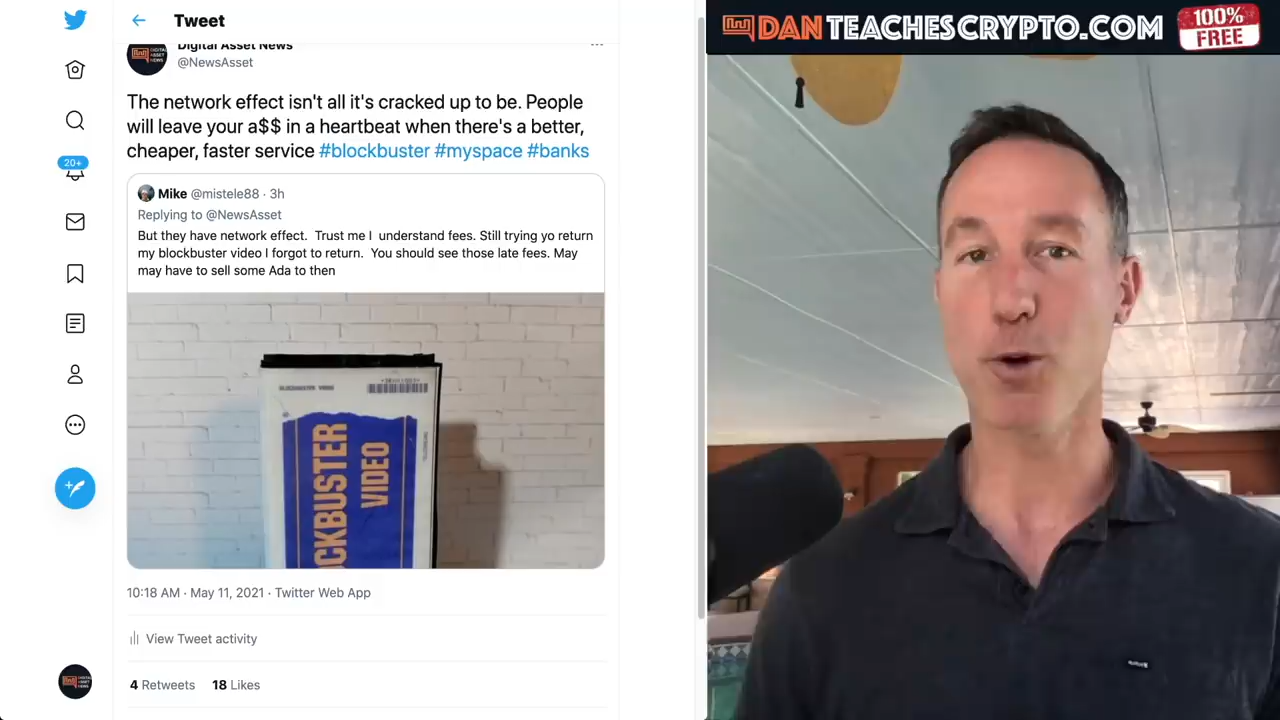 Tweet
DANTEACHESCRYPTO.COM
100%
FREE
Digital Asset News
@NewsAsset
The network effect isn't all it's cracked up to be. People
will leave your a$$ in a heartbeat when there's a better,
cheaper, faster service #blockbuster #myspace #banks
20+
Mike @mistele88 · 3h
Replying to @NewsAsset
But they have network effect. Trust me I understand fees. Still trying yo return
my blockbuster video I forgot to return. You should see those late fees. May
may have to sell some Ada to then
BLOCKBUSTER VIDEO
OCKBUSTER
VIDEO
10:18 AM · May 11, 2021 · Twitter Web App
View Tweet activity
4 Retweets 18 Likes